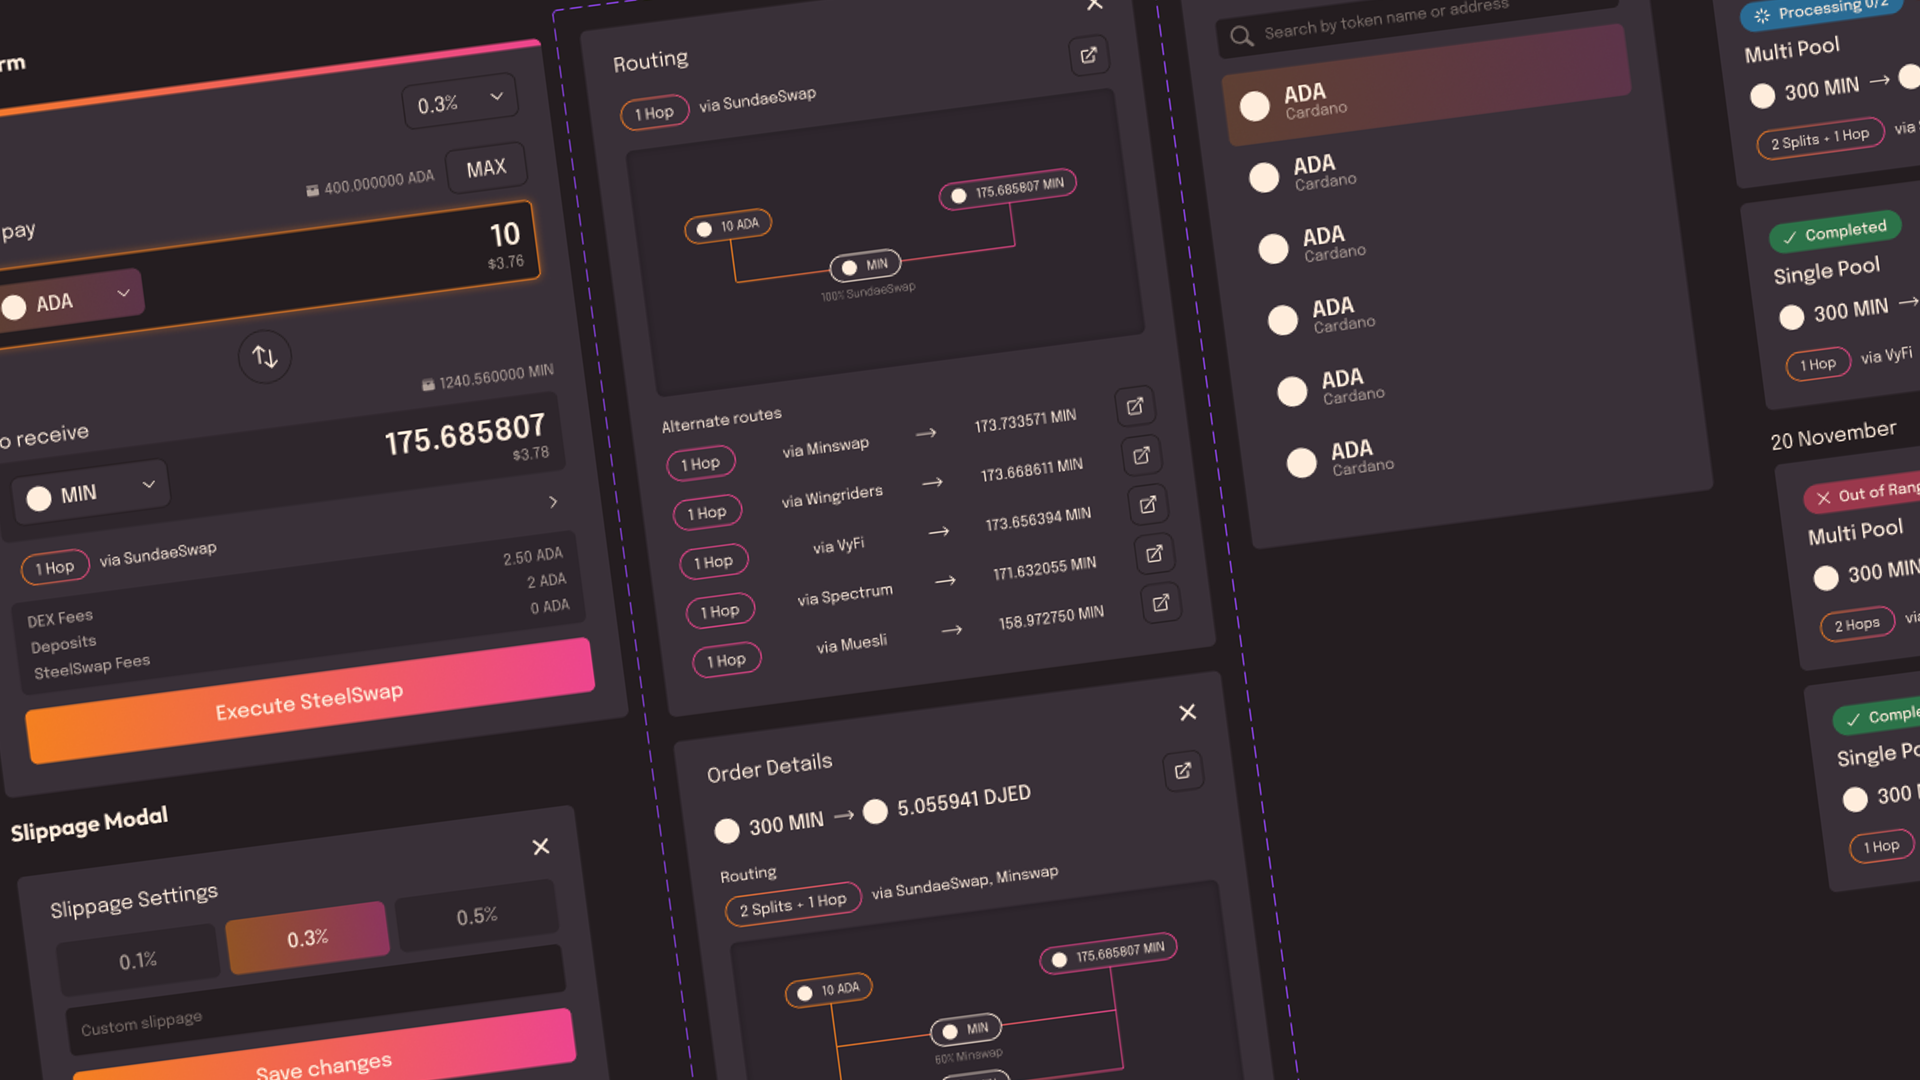 rm
0.3%
400.000000 ADA
MAX
pay
10
$3.76
ADA
1240.560000 MIN
o receive
175.685807
$3.78
MIN
1 Hop
via SundaeSwap
DEX Fees
2.50 ADA
Deposits
2 ADA
SteelSwap Fees
0 ADA
Execute SteelSwap
Slippage Modal
Slippage Settings
0.1%
0.3%
0.5%
Custom slippage
Save changes
Routing
1 Hop
via SundaeSwap
10 ADA
175.685807 MIN
MIN
100% SundaeSwap
Alternate routes
1 Hop via Minswap → 173.733571 MIN
1 Hop via Wingriders → 173.668611 MIN
1 Hop via VyFi → 173.656394 MIN
1 Hop via Spectrum → 171.632055 MIN
1 Hop via Muesli → 158.972750 MIN
Order Details
300 MIN → 5.055941 DJED
Routing
2 Splits + 1 Hop via SundaeSwap, Minswap
10 ADA
175.685807 MIN
MIN
60% Minswap
Search by token name or address
ADA
Cardano
ADA
Cardano
ADA
Cardano
ADA
Cardano
ADA
Cardano
ADA
Cardano
Processing 0/2
Multi Pool
300 MIN →
2 Splits + 1 Hop via
Completed
Single Pool
300 MIN →
1 Hop via VyFi
20 November
Out of Rang
Multi Pool
300 MIN
2 Hops
Comple
Single Po
300
1 Hop